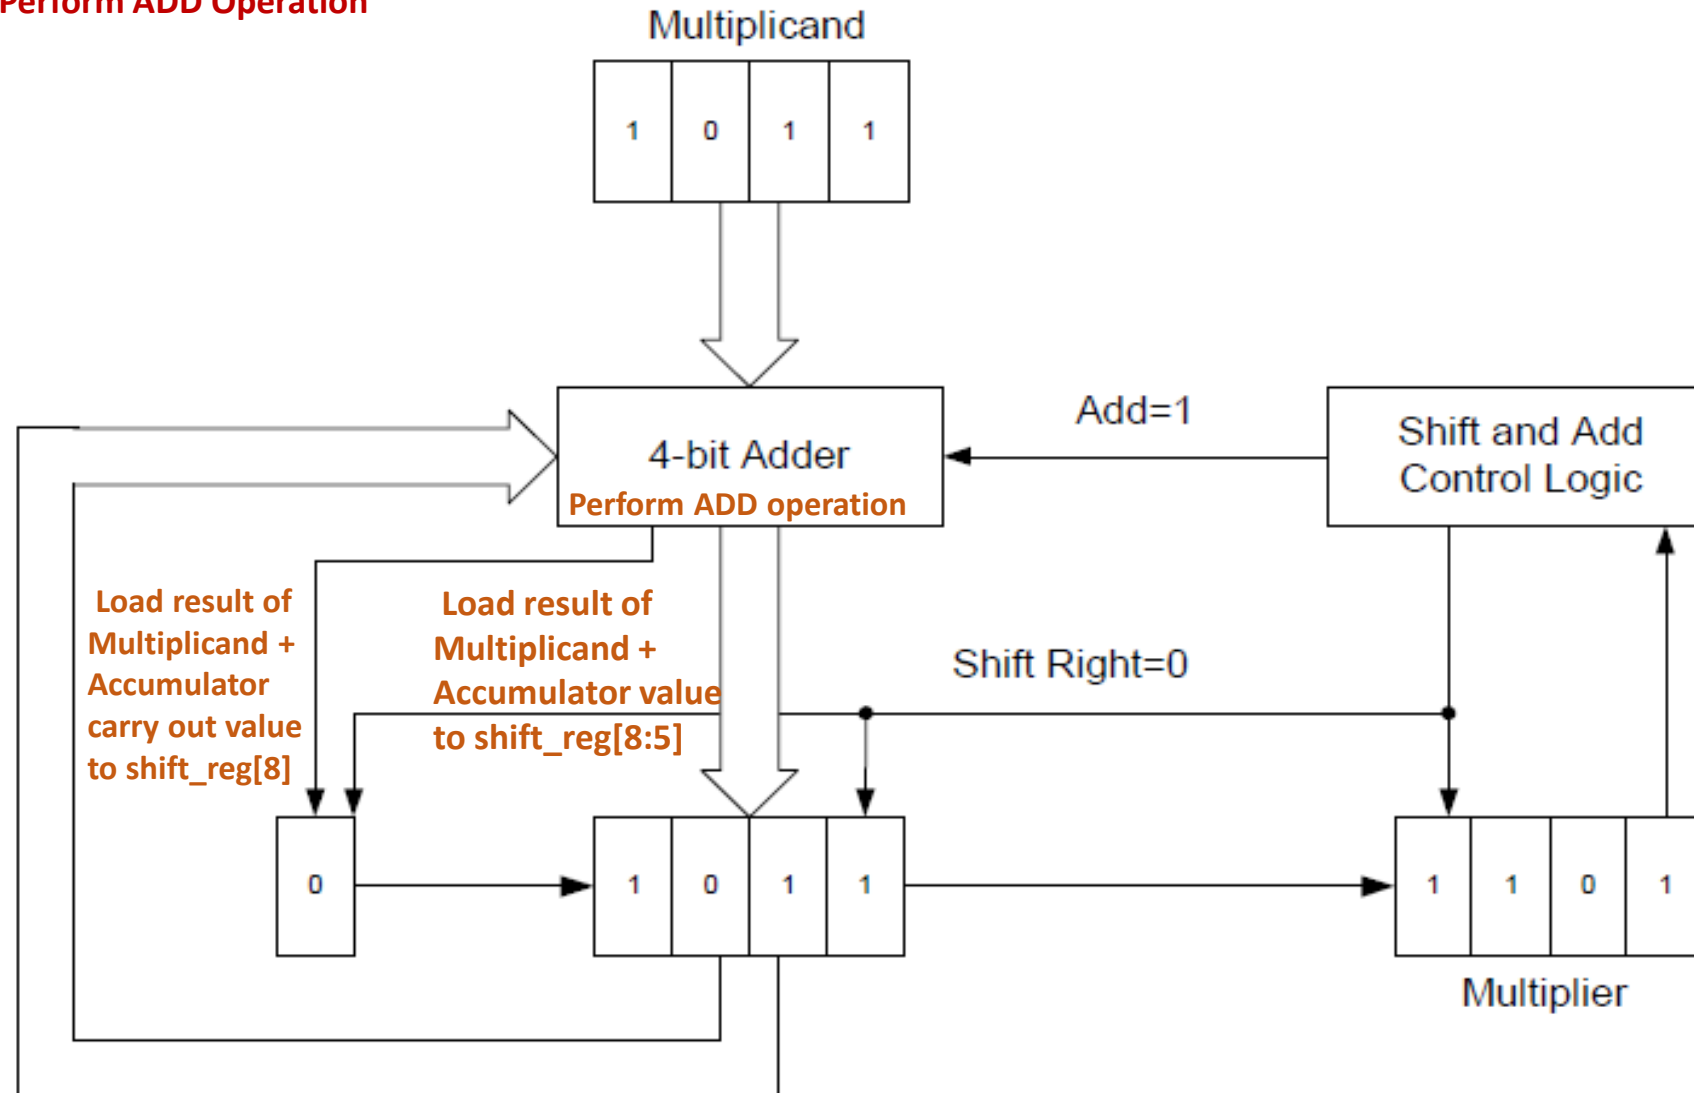 Perform ADD Operation
Multiplicand
1 0 1 1
Add=1
4-bit Adder
Perform ADD operation
Shift and Add
Control Logic
Load result of
Multiplicand +
Accumulator
carry out value
to shift_reg[8]
Load result of
Multiplicand +
Accumulator value
to shift_reg[8:5]
Shift Right=0
0
1 0 1 1
1 1 0 1
Multiplier